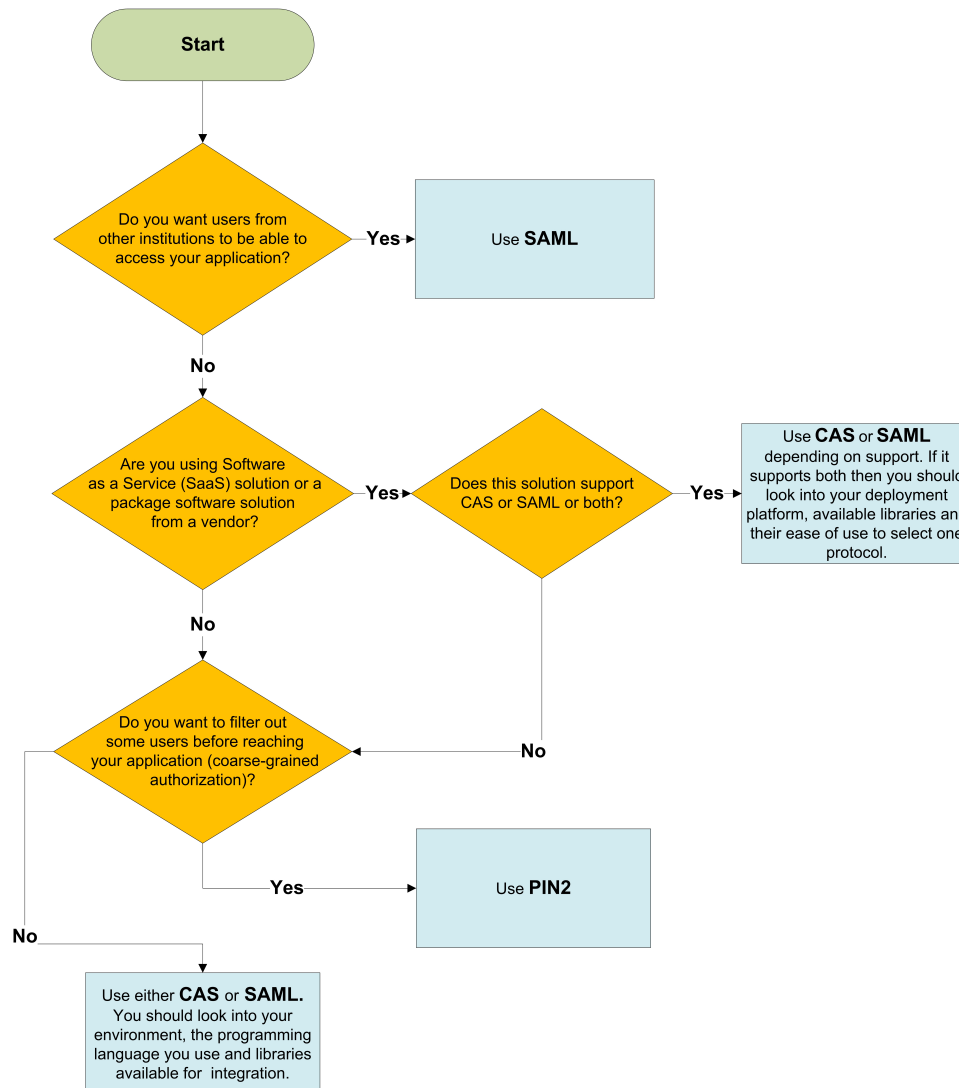 Start
Do you want users from
other institutions to be able to
access your application?
Yes
Use SAML
No
Are you using Software
as a Service (SaaS) solution or a
package software solution
from a vendor?
Yes
Does this solution support
CAS or SAML or both?
Yes
Use CAS or SAML
depending on support. If it
supports both then you should
look into your deployment
platform, available libraries an
their ease of use to select one
protocol.
No
Do you want to filter out
some users before reaching
your application (coarse-grained
authorization)?
No
Yes
Use PIN2
No
Use either CAS or SAML.
You should look into your
environment, the programming
language you use and libraries
available for integration.